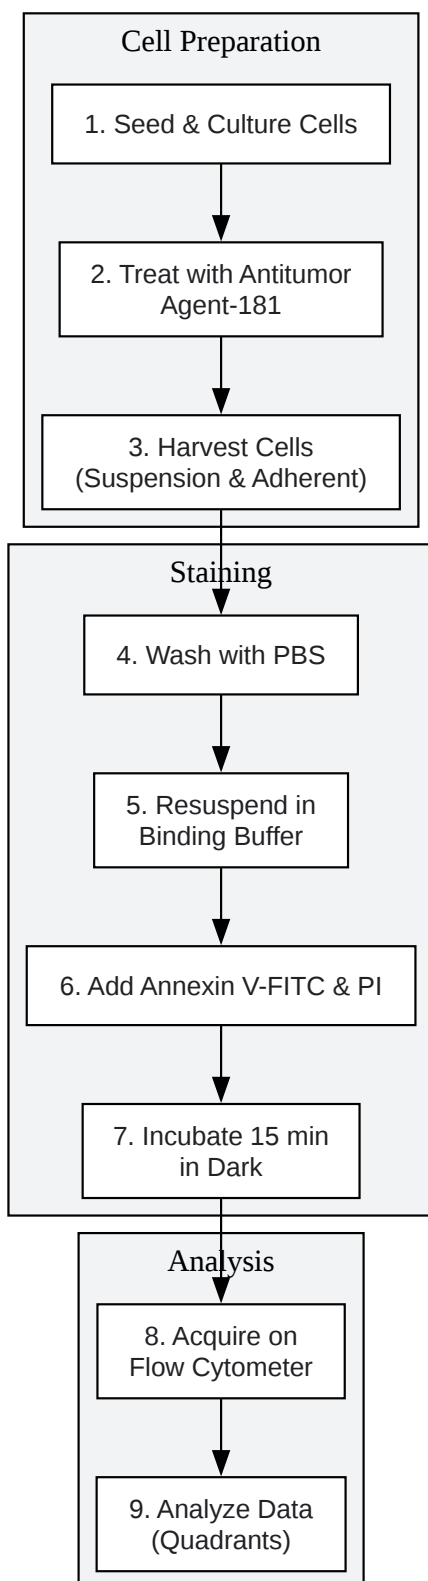 Cell Preparation
1. Seed & Culture Cells
2. Treat with Antitumor
Agent-181
3. Harvest Cells
(Suspension & Adherent)
Staining
4. Wash with PBS
5. Resuspend in
Binding Buffer
6. Add Annexin V-FITC & PI
7. Incubate 15 min
in Dark
Analysis
8. Acquire on
Flow Cytometer
9. Analyze Data
(Quadrants)